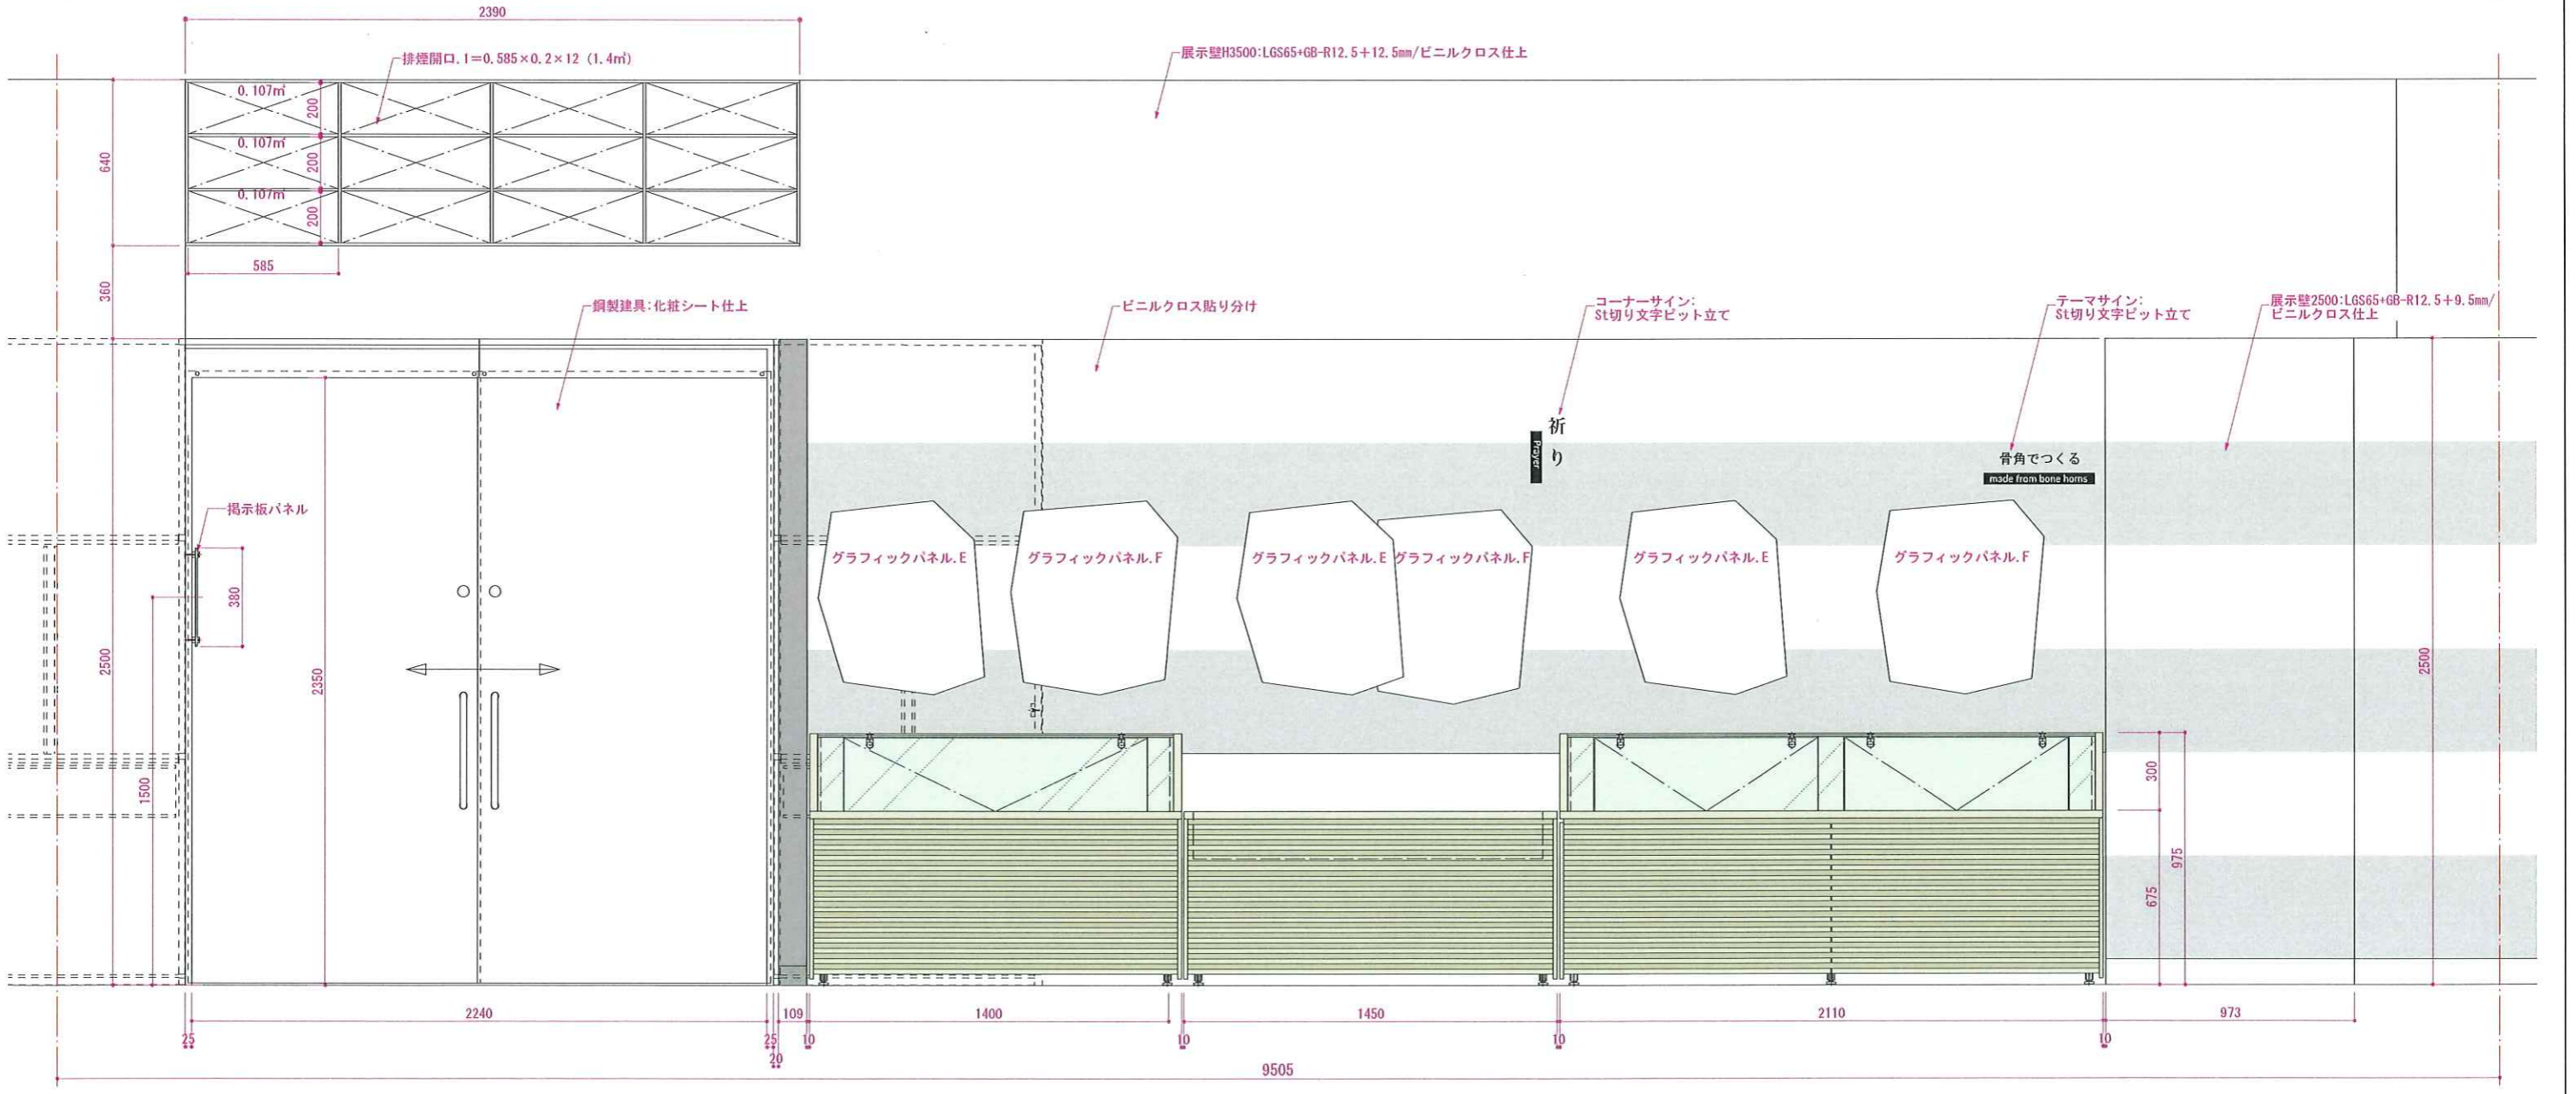 2390
排煙開口.1=0.585×0.2×12 (1.4㎡)
展示壁H3500:LGS65+GB-R12.5+12.5mm/ビニルクロス仕上
0.107㎡
200
0.107㎡
200
0.107㎡
200
640
585
360
鋼製建具:化粧シート仕上
ビニルクロス貼り分け
コーナーサイン:
St切り文字ピット立て
テーマサイン:
St切り文字ピット立て
展示壁2500:LGS65+GB-R12.5+9.5mm/
ビニルクロス仕上
祈り
Prayer
骨角でつくる
made from bone horns
掲示板パネル
グラフィックパネル.E
グラフィックパネル.F
グラフィックパネル.E
グラフィックパネル.F
グラフィックパネル.E
グラフィックパネル.F
380
2500
2350
1500
2500
300
975
675
2240
109
1400
1450
2110
973
25
25
20
10
10
10
10
9505